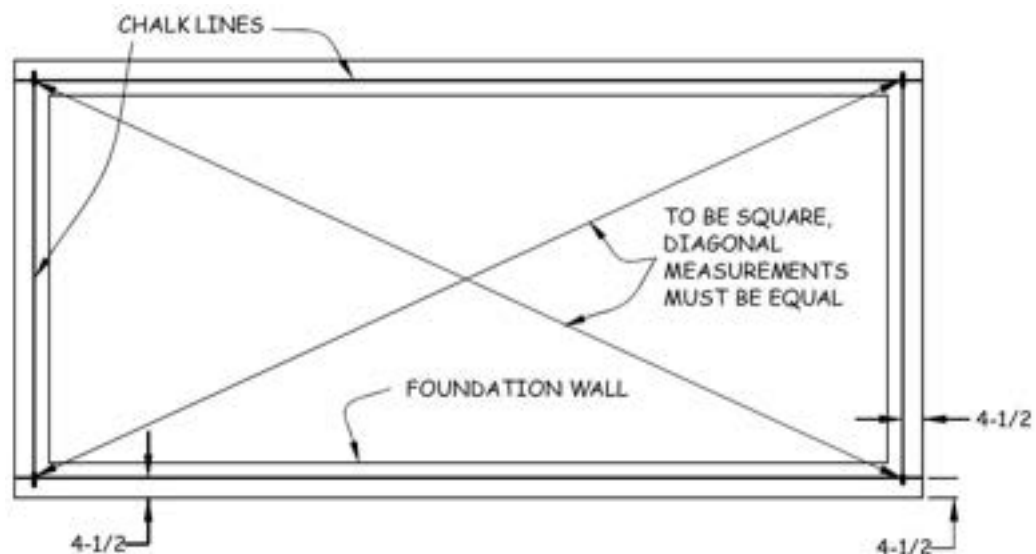 CHALK LINES
TO BE SQUARE,
DIAGONAL
MEASUREMENTS
MUST BE EQUAL
FOUNDATION WALL
4-1/2
4-1/2
4-1/2